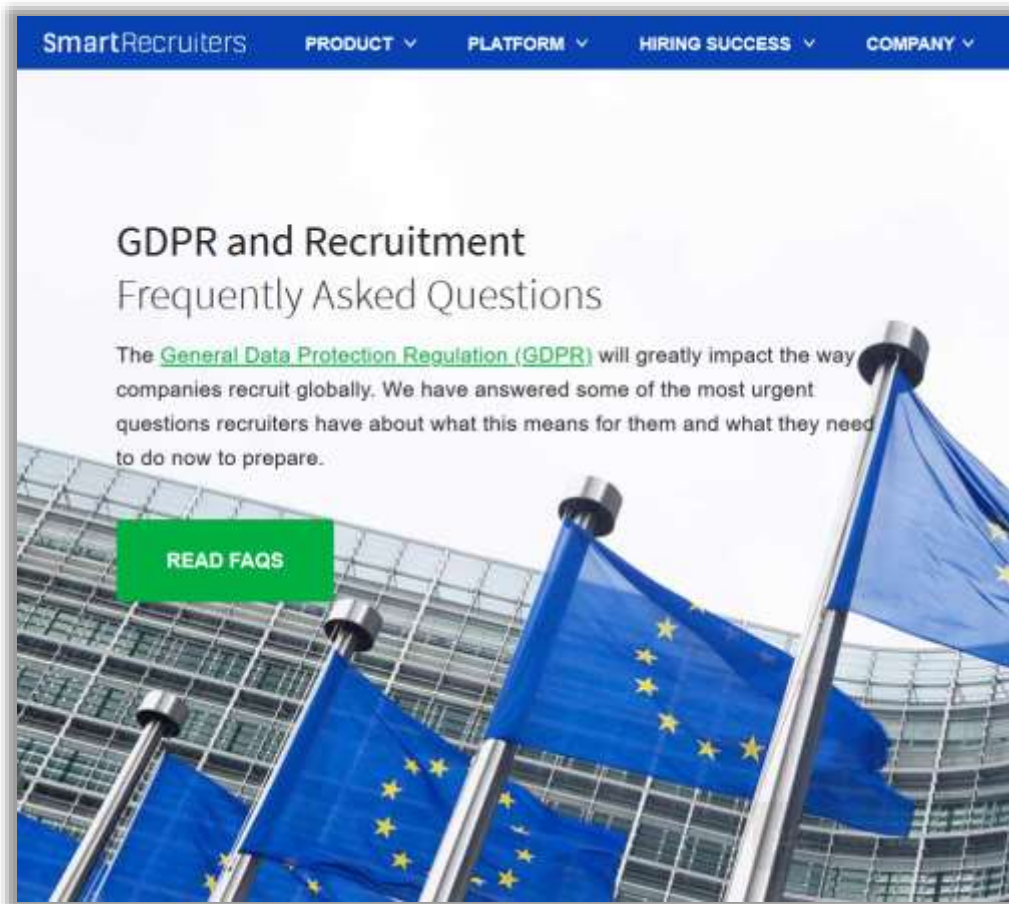 SmartRecruiters PRODUCT PLATFORM HIRING SUCCESS COMPANY
GDPR and Recruitment
Frequently Asked Questions
The General Data Protection Regulation (GDPR) will greatly impact the way
companies recruit globally. We have answered some of the most urgent
questions recruiters have about what this means for them and what they need
to do now to prepare.
READ FAQS